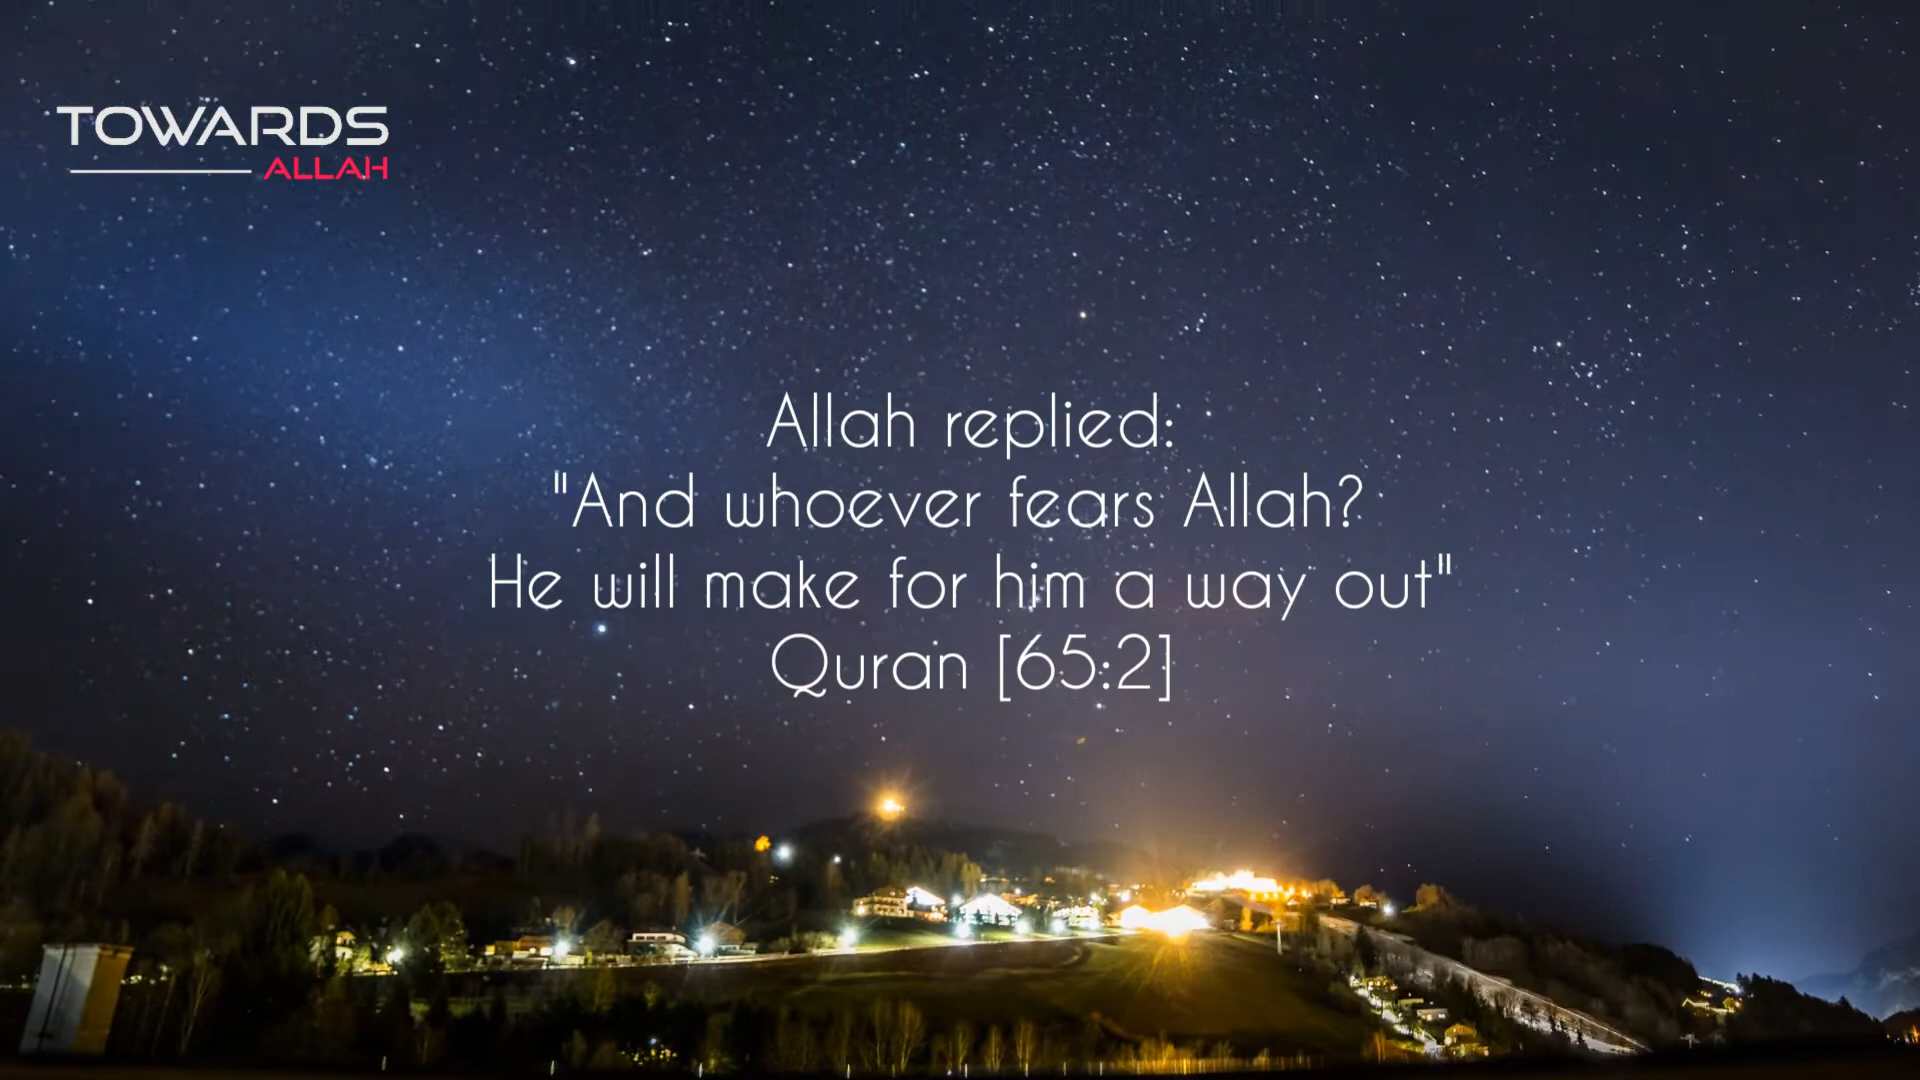 TOWARDS
ALLAH
Allah replied:
"And whoever fears Allah?
He will make for him a way out"
Quran [65:2]